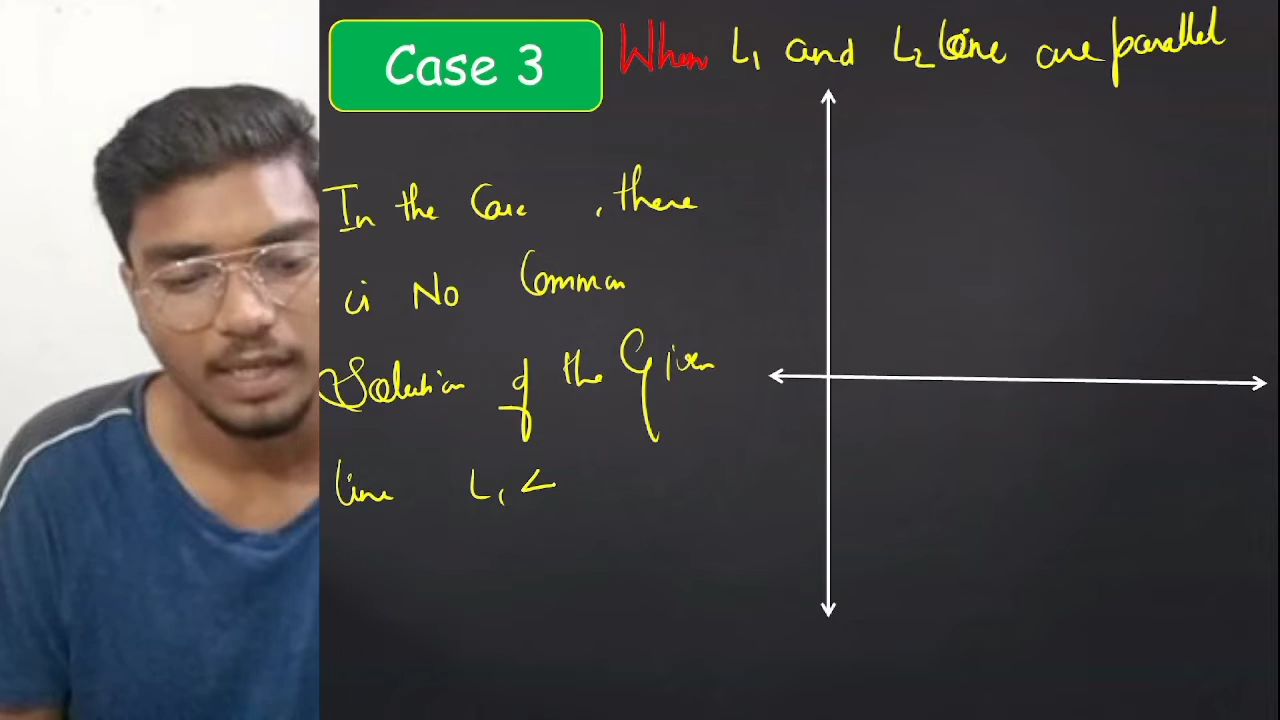 Case 3
When L1 and L2 line are parallel
In the Case , there
is No Common
Solution of the Given
line L1 <